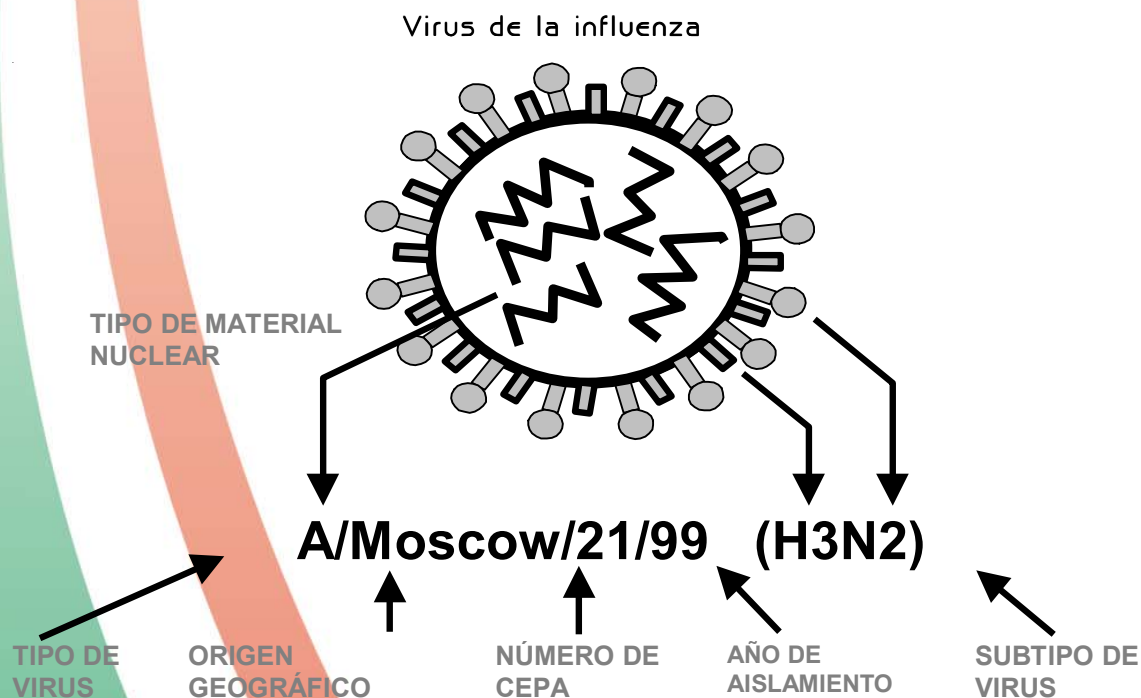 Virus de la influenza
TIPO DE MATERIAL
NUCLEAR
A/Moscow/21/99 (H3N2)
TIPO DE
VIRUS
ORIGEN
GEOGRÁFICO
NÚMERO DE
CEPA
AÑO DE
AISLAMIENTO
SUBTIPO DE
VIRUS